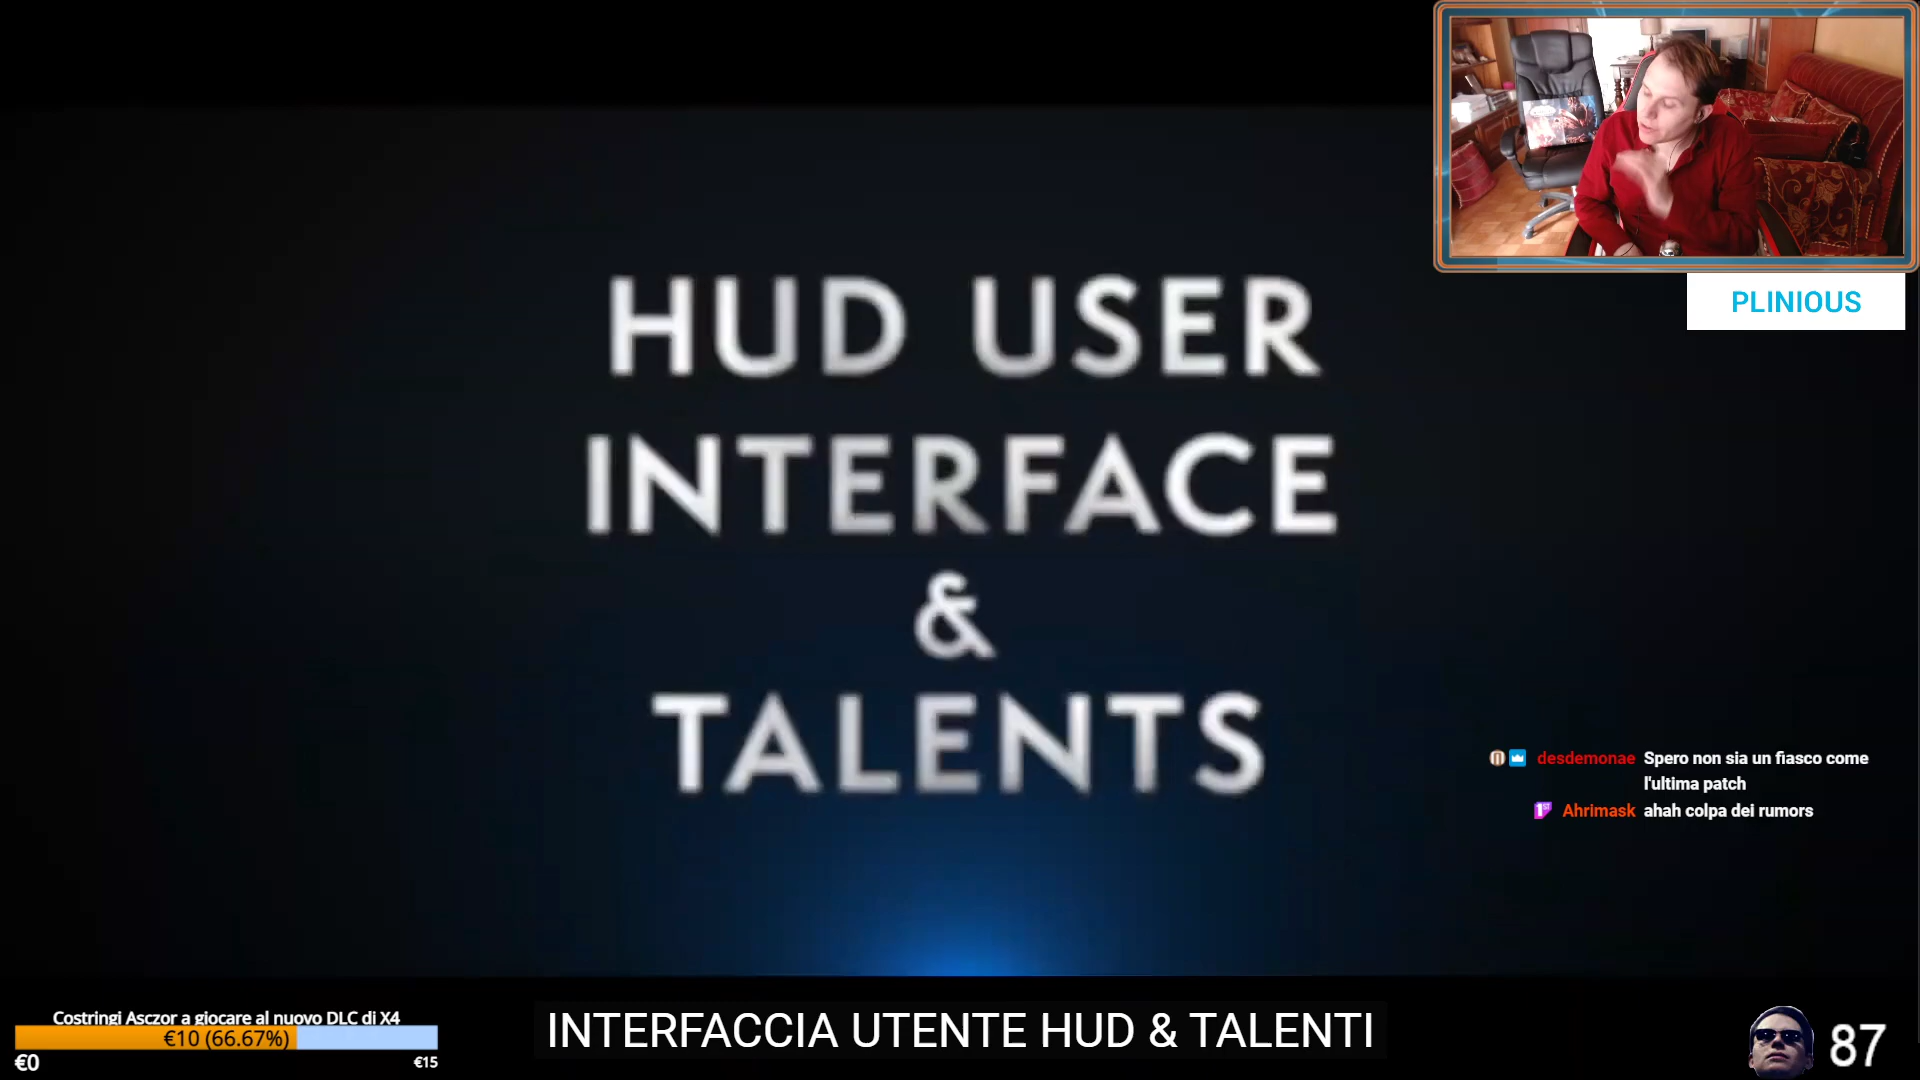 HUD USER
INTERFACE
&
TALENTS
PLINIOUS
desdemonae Spero non sia un fiasco come
l'ultima patch
Ahrimask ahah colpa dei rumors
Costringi Asczor a giocare al nuovo DLC di X4
€10 (66.67%)
€0
€15
INTERFACCIA UTENTE HUD & TALENTI
87